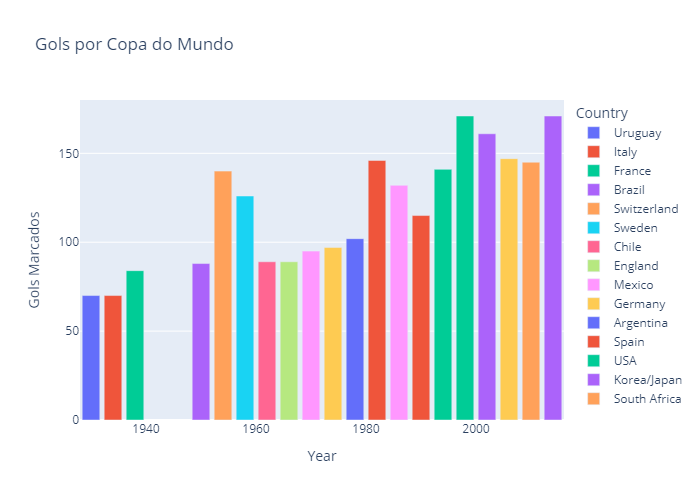 Gols por Copa do Mundo
Gols Marcados
150
100
50
0
1940
1960
1980
2000
Year
Country
Uruguay
Italy
France
Brazil
Switzerland
Sweden
Chile
England
Mexico
Germany
Argentina
Spain
USA
Korea/Japan
South Africa